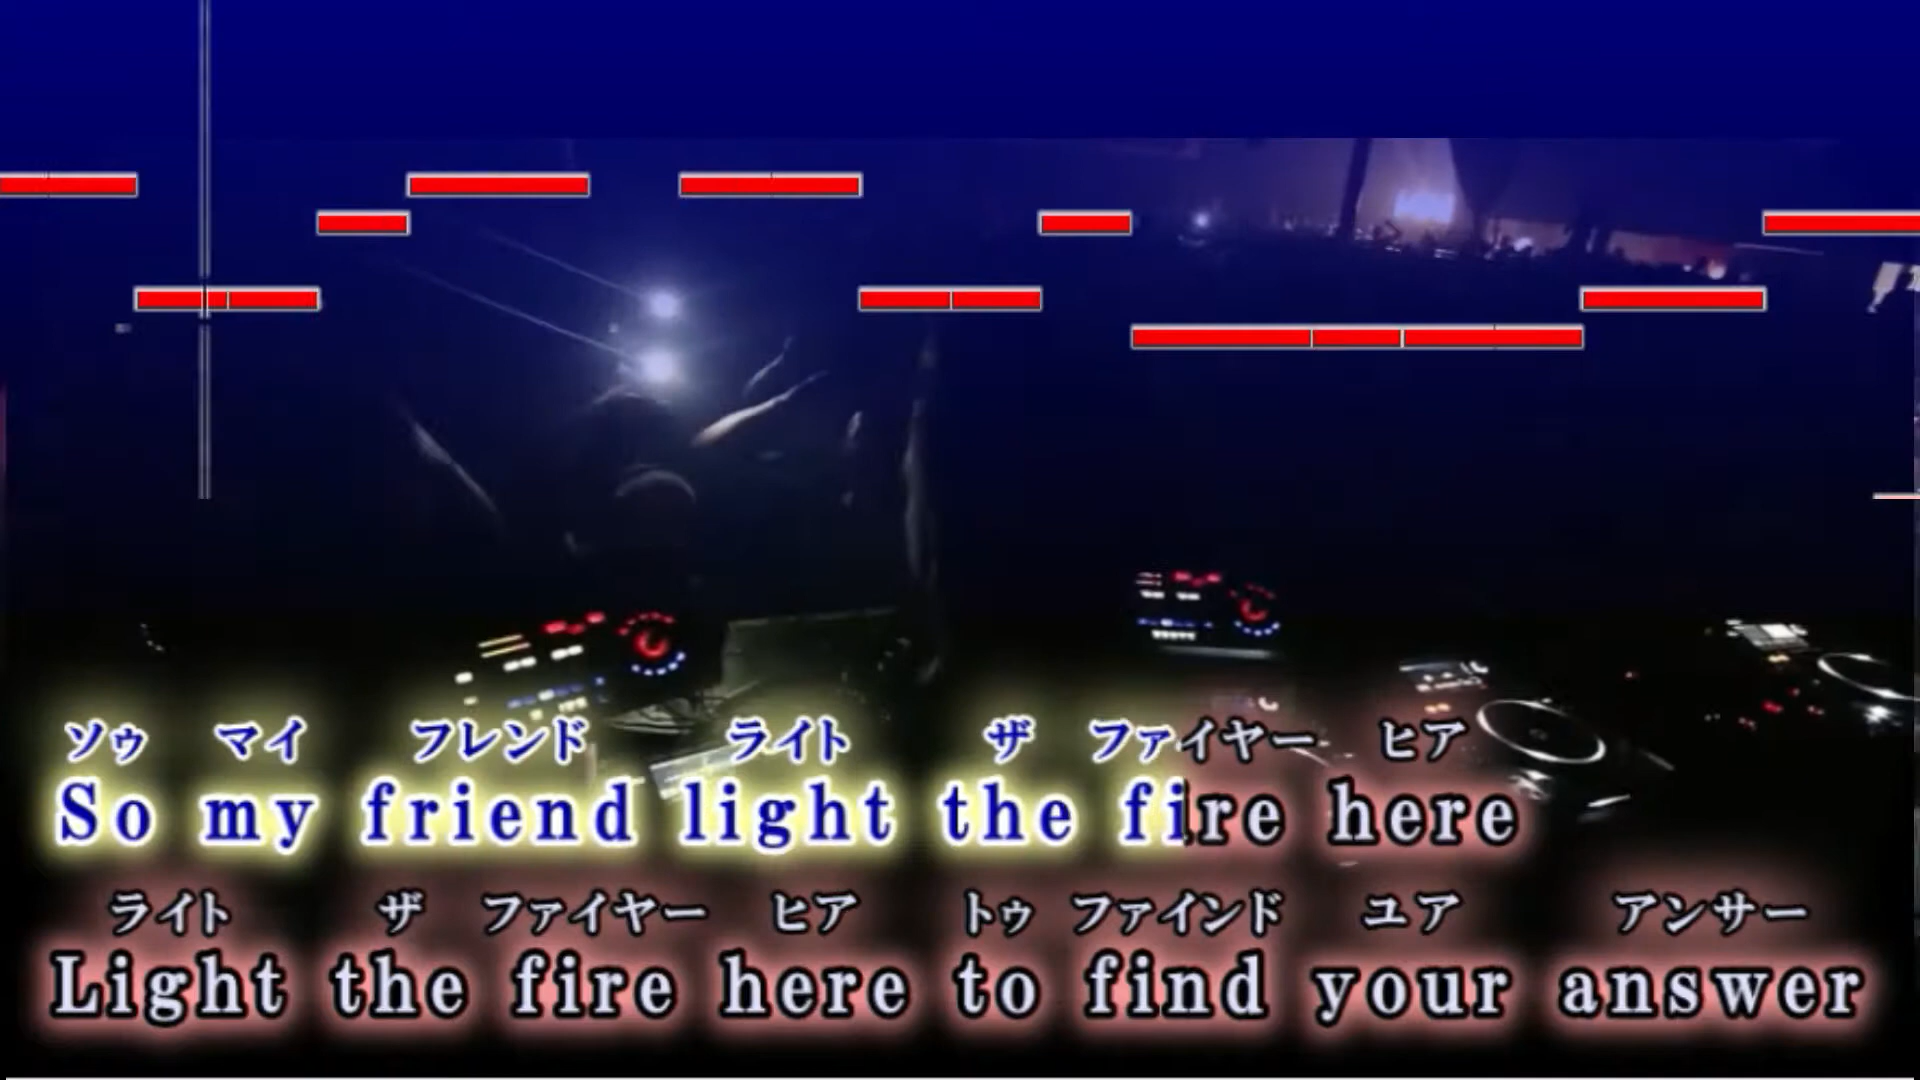 ソゥ マイ フレンド ライト ザ ファイヤー ヒア
So my friend light the fire here
ライト ザ ファイヤー ヒア トゥ ファインド ユア アンサー
Light the fire here to find your answer